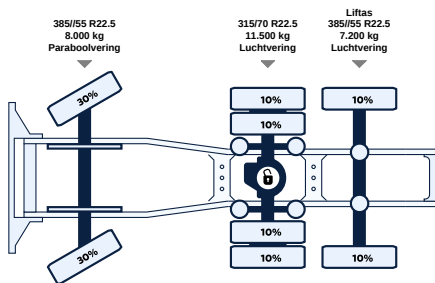 385//55 R22.5
8.000 kg
Paraboolvering
315/70 R22.5
11.500 kg
Luchtvering
Liftas
385//55 R22.5
7.200 kg
Luchtvering
30%
10%
10%
10%
30%
10%
10%
10%